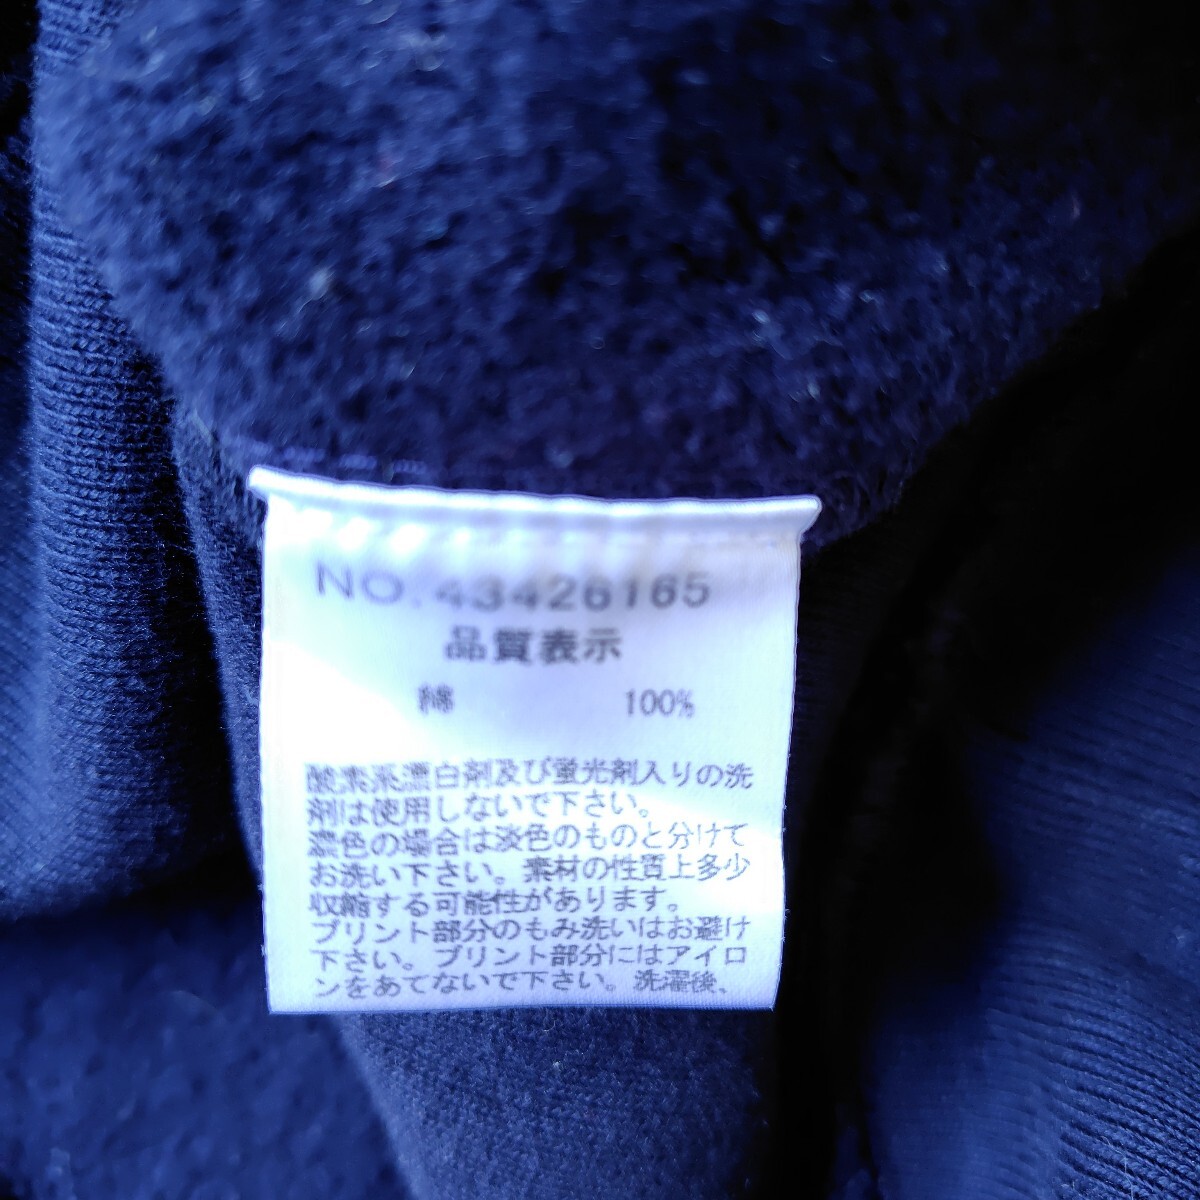 NO.43426165
品質表示
綿 100%
酸素系漂白剤及び蛍光剤入りの洗
剤は使用しないで下さい。
濃色の場合は淡色のものと分けて
お洗い下さい。素材の性質上多少
収縮する可能性があります。
プリント部分のもみ洗いはお避け
下さい。プリント部分にはアイロ
ンをあてないで下さい。洗濯後、